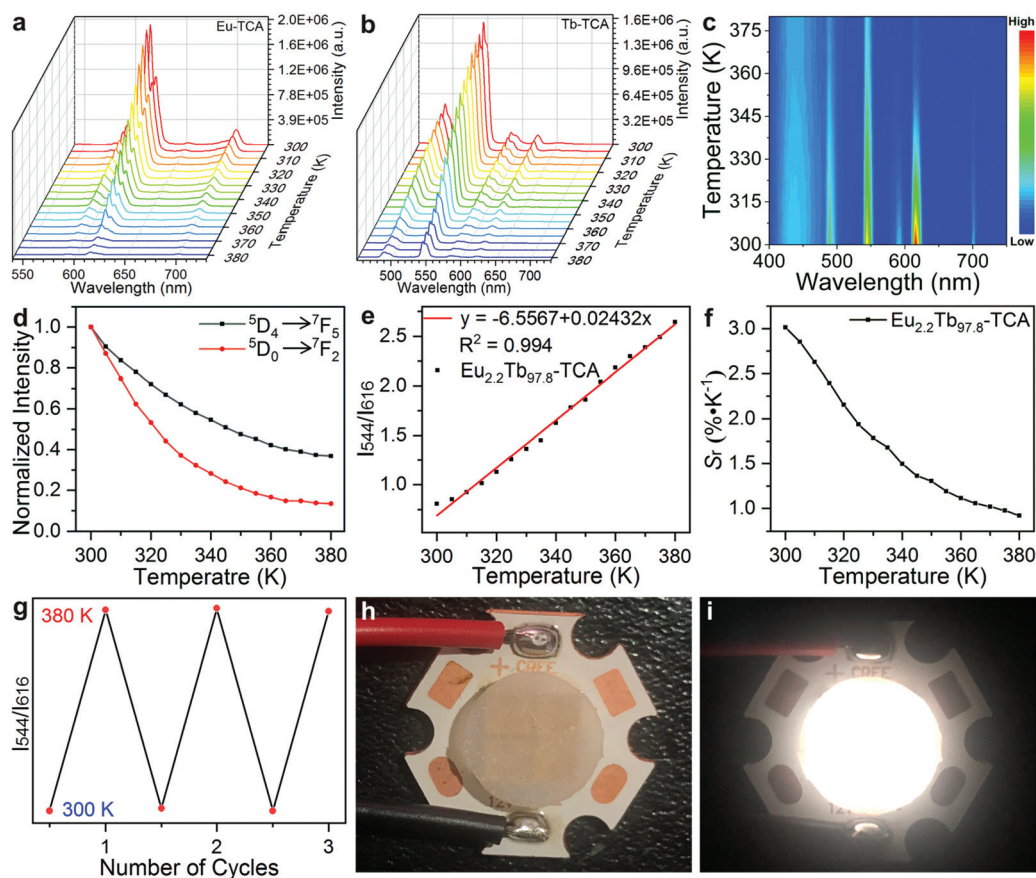 a
Eu-TCA
2.0E+06
1.6E+06
1.2E+06
7.8E+05
3.9E+05
Intensity (a.u.)
300
310
320
330
340
350
360
370
380
Temperature (K)
550
600
650
700
Wavelength (nm)
b
Tb-TCA
1.6E+06
1.3E+06
9.6E+05
6.4E+05
3.2E+05
Intensity (a.u.)
300
310
320
330
340
350
360
370
380
Temperature (K)
450
500
550
600
650
700
Wavelength (nm)
c
375
360
345
330
315
300
Temperature (K)
400
500
600
700
Wavelength (nm)
High
Low
d
⁵D₄→⁷F₅
⁵D₀→⁷F₂
1.0
0.8
0.6
0.4
0.2
0.0
Normalized Intensity
300
320
340
360
380
Temperatre (K)
e
y = -6.5567+0.02432x
R² = 0.994
Eu₂.₂Tb₉₇.₈-TCA
2.5
2.0
1.5
1.0
0.5
I₅₄₄/I₆₁₆
300
320
340
360
380
Temperature (K)
f
Eu₂.₂Tb₉₇.₈-TCA
3.0
2.5
2.0
1.5
1.0
Sr (%•K⁻¹)
300
320
340
360
380
Temperature (K)
g
380 K
300 K
I₅₄₄/I₆₁₆
1
2
3
Number of Cycles
h
+ CREE
i
+ CREE